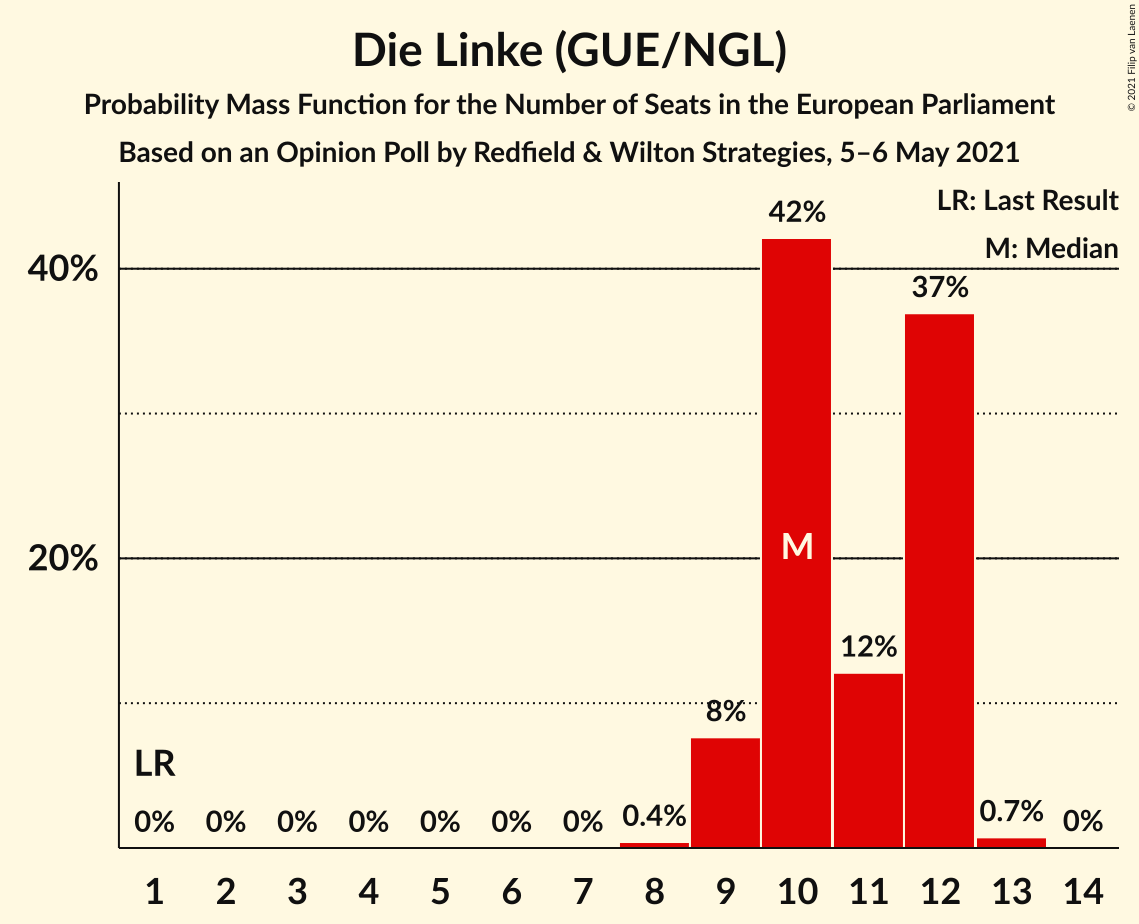 Die Linke (GUE/NGL)
Probability Mass Function for the Number of Seats in the European Parliament
Based on an Opinion Poll by Redfield & Wilton Strategies, 5–6 May 2021
© 2021 Filip van Laenen
LR: Last Result
M: Median
40%
20%
42%
37%
M
12%
8%
LR
0% 0% 0% 0% 0% 0% 0% 0.4% 0.7% 0%
1 2 3 4 5 6 7 8 9 10 11 12 13 14